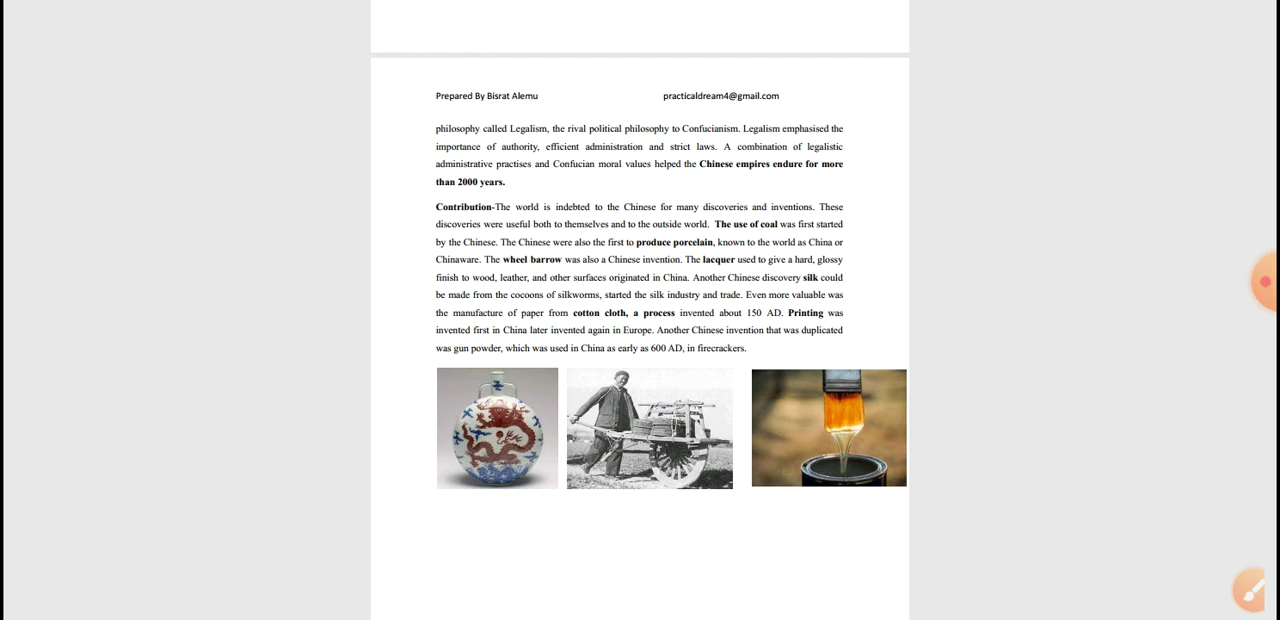 Prepared By Bisrat Alemu practicaldream4@gmail.com
philosophy called Legalism, the rival political philosophy to Confucianism. Legalism emphasised the
importance of authority, efficient administration and strict laws. A combination of legalistic
administrative practises and Confucian moral values helped the Chinese empires endure for more
than 2000 years.
Contribution-The world is indebted to the Chinese for many discoveries and inventions. These
discoveries were useful both to themselves and to the outside world. The use of coal was first started
by the Chinese. The Chinese were also the first to produce porcelain, known to the world as China or
Chinaware. The wheel barrow was also a Chinese invention. The lacquer used to give a hard, glossy
finish to wood, leather, and other surfaces originated in China. Another Chinese discovery silk could
be made from the cocoons of silkworms, started the silk industry and trade. Even more valuable was
the manufacture of paper from cotton cloth, a process invented about 150 AD. Printing was
invented first in China later invented again in Europe. Another Chinese invention that was duplicated
was gun powder, which was used in China as early as 600 AD, in firecrackers.